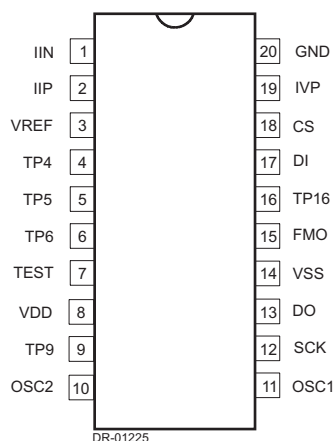 IIN 1 20 GND
IIP 2 19 IVP
VREF 3 18 CS
TP4 4 17 DI
TP5 5 16 TP16
TP6 6 15 FMO
TEST 7 14 VSS
VDD 8 13 DO
TP9 9 12 SCK
OSC2 10 11 OSC1
DR-01225